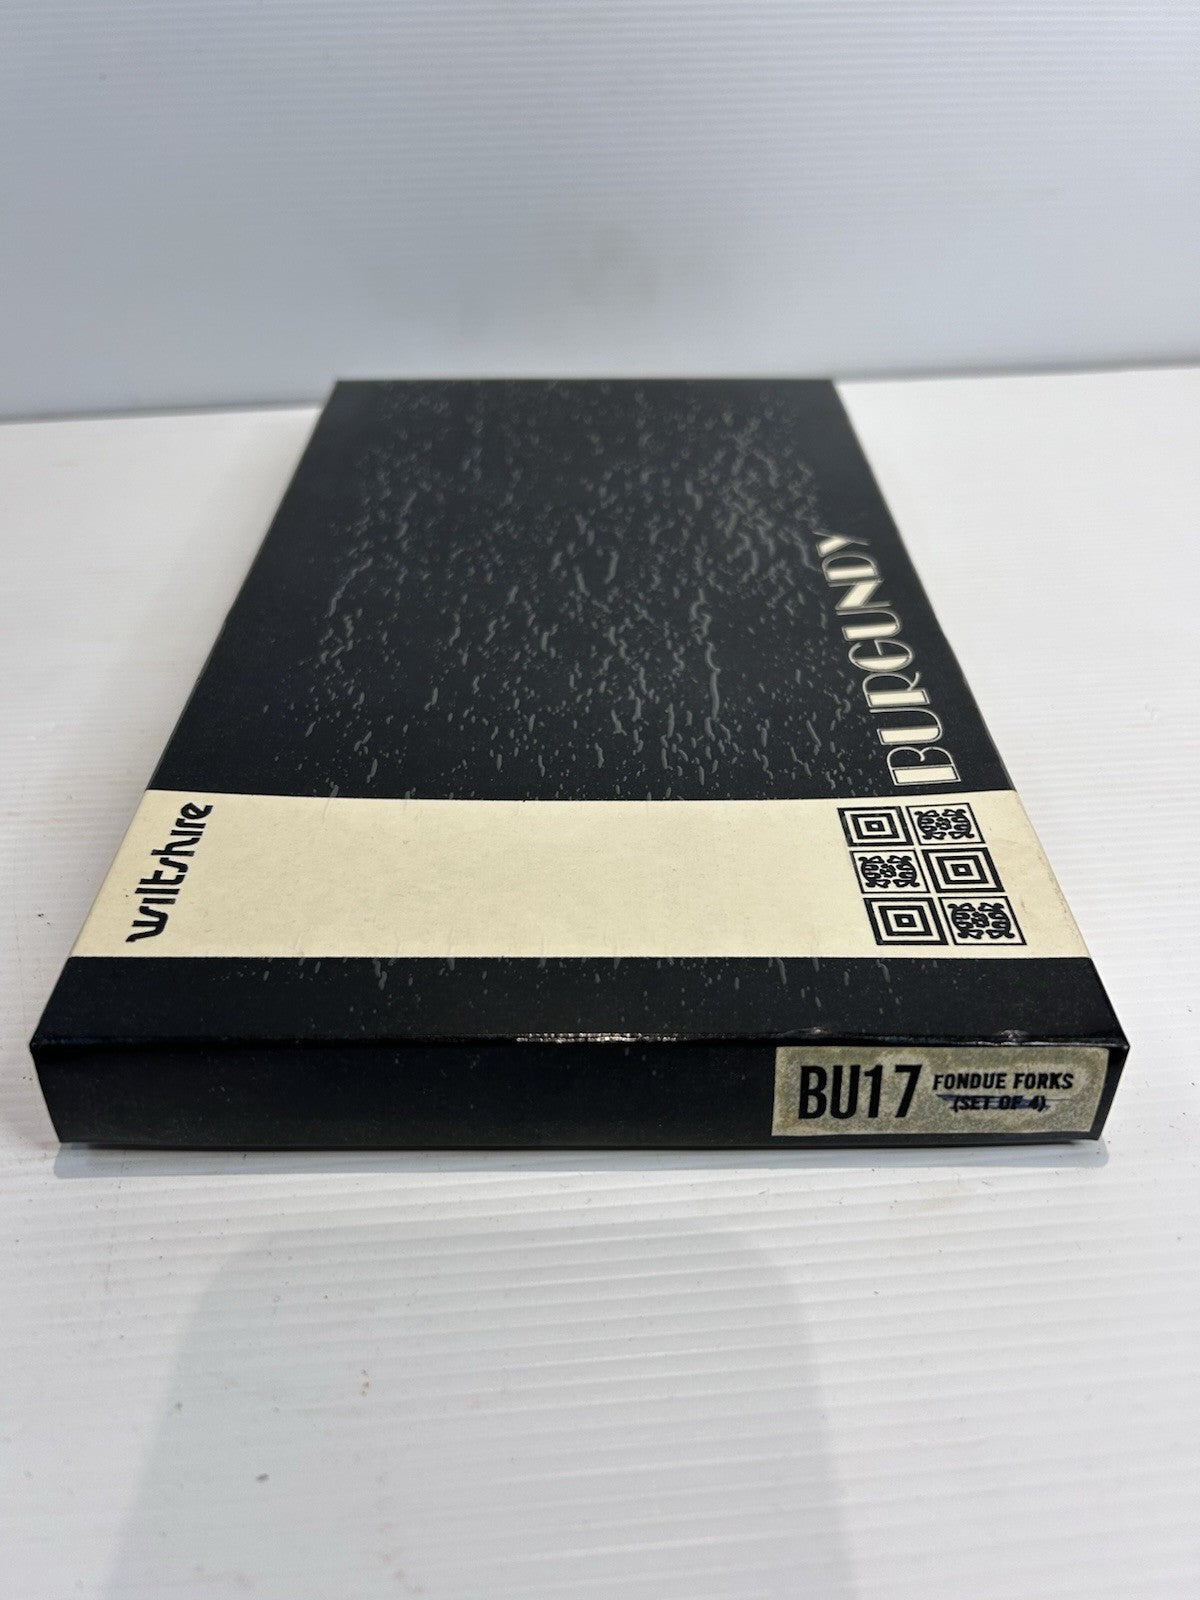 BURGUNDY
wiltshire
BU17
FONDUE FORKS
(SET OF 4)